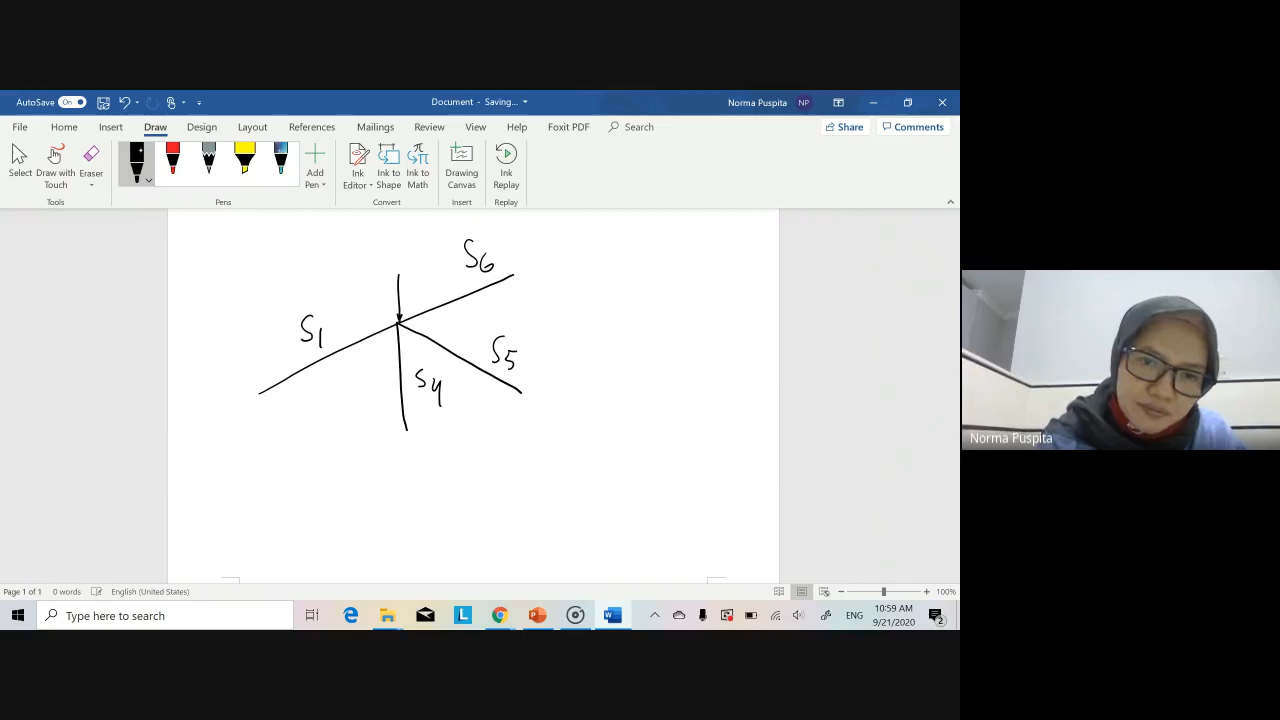 AutoSave On
Document - Saving...
Norma Puspita NP
File Home Insert Draw Design Layout References Mailings Review View Help Foxit PDF Search
Share Comments
Select
Draw with Touch
Eraser
Add Pen
Ink Editor
Ink to Shape
Ink to Math
Drawing Canvas
Ink Replay
Tools Pens Convert Insert Replay
S6
S1
S5
S4
Norma Puspita
Page 1 of 1 0 words English (United States) 100%
Type here to search
ENG
10:59 AM
9/21/2020
2